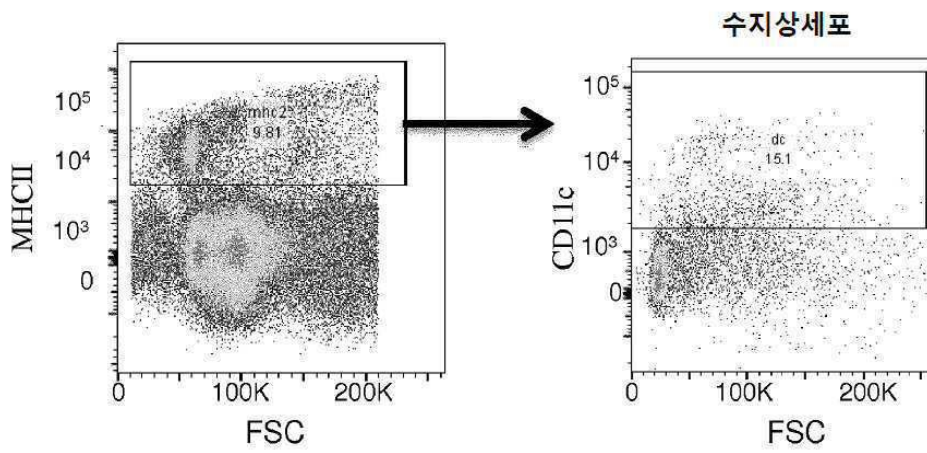 수지상세포
mhc2
9.81
10⁵
10⁴
10³
0
MHCII
0
100K
200K
FSC
dc
15.1
10⁵
10⁴
10³
0
CD11c
0
100K
200K
FSC